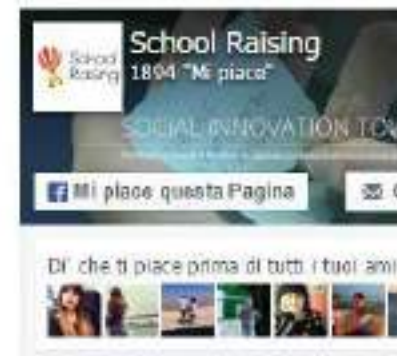 School Raising
School
Raising
1894 "Mi piace"
SOCIAL INNOVATION TOW
Mi piace questa Pagina
Di' che ti piace prima di tutti i tuoi ami